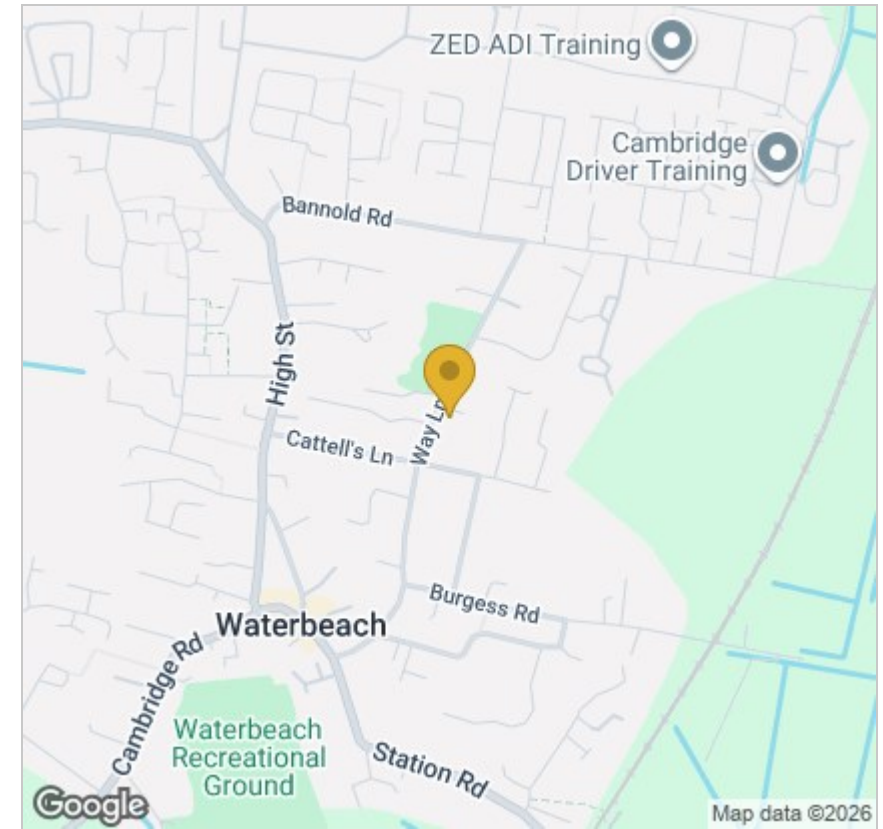 ZED ADI Training
Cambridge
Driver Training
Bannold Rd
High St
Way Ln
Cattell's Ln
Burgess Rd
Waterbeach
Cambridge Rd
Waterbeach
Recreational
Ground
Station Rd
Google
Map data ©2026